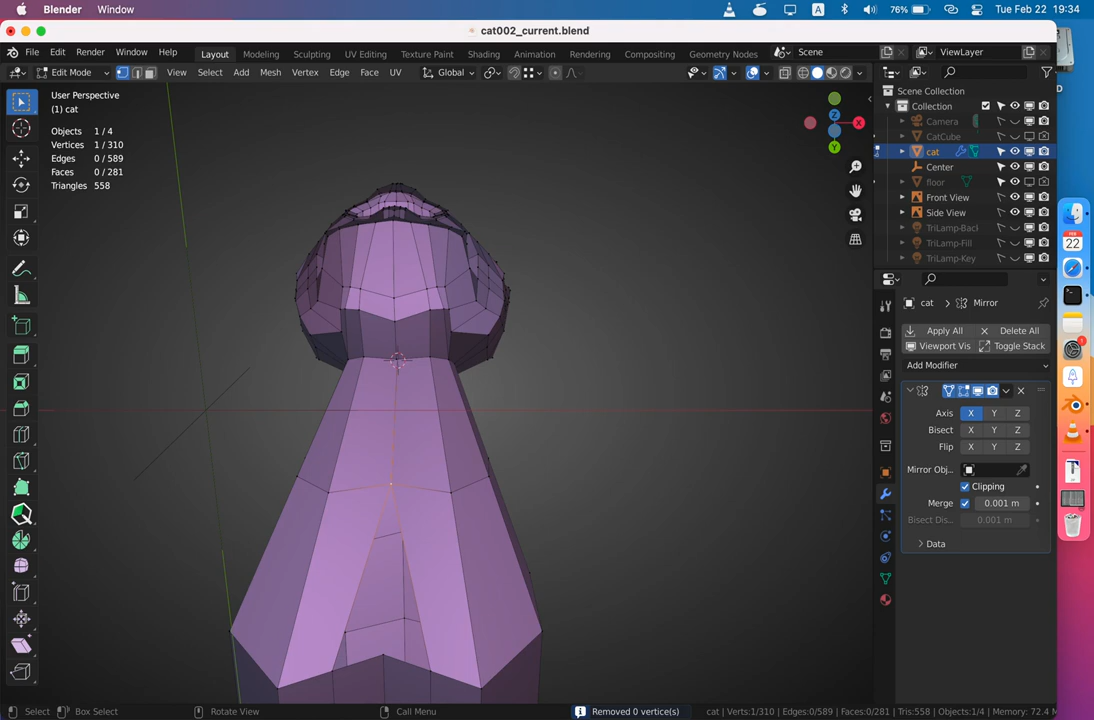 Blender Window
A 76% Tue Feb 22 19:34
cat002_current.blend
File Edit Render Window Help
Layout Modeling Sculpting UV Editing Texture Paint Shading Animation Rendering Compositing Geometry Nodes
Scene ViewLayer
Edit Mode View Select Add Mesh Vertex Edge Face UV Global
User Perspective
(1) cat
Objects 1 / 4
Vertices 1 / 310
Edges 0 / 589
Faces 0 / 281
Triangles 558
X
Z
Y
Scene Collection
Collection
Camera
CatCube
cat
Center
floor
Front View
Side View
TriLamp-Back
TriLamp-Fill
TriLamp-Key
cat Mirror
Apply All Delete All
Viewport Vis Toggle Stack
Add Modifier
Axis X Y Z
Bisect X Y Z
Flip X Y Z
Mirror Obj...
Clipping
Merge 0.001 m
Bisect Dis... 0.001 m
Data
FEB
22
Select Box Select Rotate View Call Menu Removed 0 vertice(s) cat | Verts:1/310 | Edges:0/589 | Faces:0/281 | Tris:558 | Objects:1/4 | Memory: 72.4 M